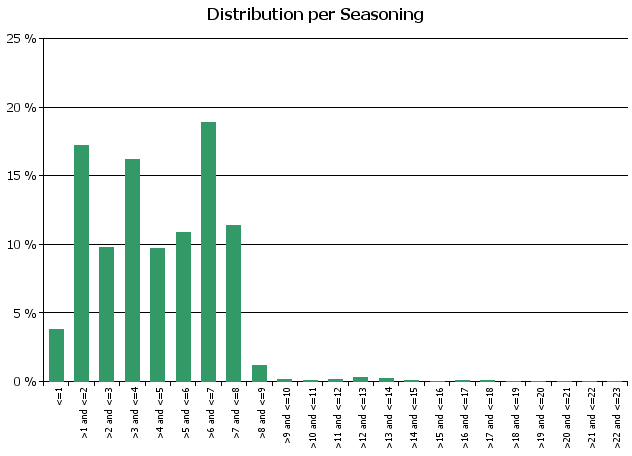 Distribution per Seasoning
25 %
20 %
15 %
10 %
5 %
0 %
<=1
>1 and <=2
>2 and <=3
>3 and <=4
>4 and <=5
>5 and <=6
>6 and <=7
>7 and <=8
>8 and <=9
>9 and <=10
>10 and <=11
>11 and <=12
>12 and <=13
>13 and <=14
>14 and <=15
>15 and <=16
>16 and <=17
>17 and <=18
>18 and <=19
>19 and <=20
>20 and <=21
>21 and <=22
>22 and <=23